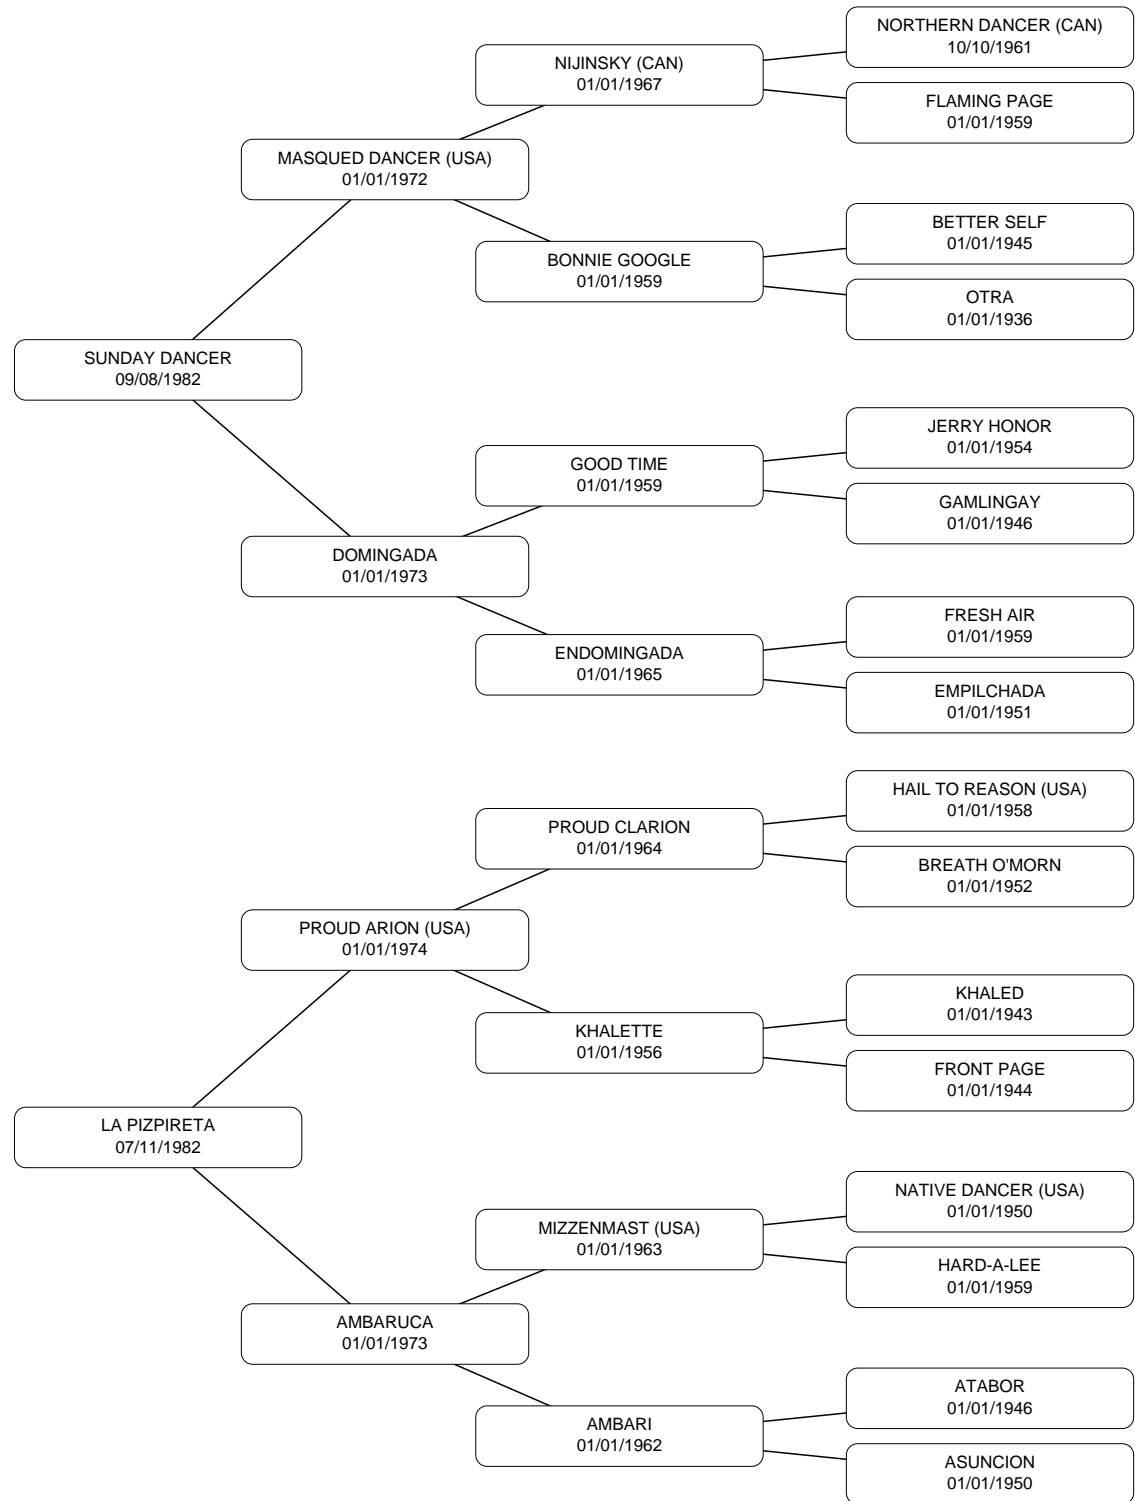 NORTHERN DANCER (CAN)
10/10/1961
NIJINSKY (CAN)
01/01/1967
FLAMING PAGE
01/01/1959
MASQUED DANCER (USA)
01/01/1972
BETTER SELF
01/01/1945
BONNIE GOOGLE
01/01/1959
OTRA
01/01/1936
SUNDAY DANCER
09/08/1982
JERRY HONOR
01/01/1954
GOOD TIME
01/01/1959
GAMLINGAY
01/01/1946
DOMINGADA
01/01/1973
FRESH AIR
01/01/1959
ENDOMINGADA
01/01/1965
EMPILCHADA
01/01/1951
HAIL TO REASON (USA)
01/01/1958
PROUD CLARION
01/01/1964
BREATH O'MORN
01/01/1952
PROUD ARION (USA)
01/01/1974
KHALED
01/01/1943
KHALETTE
01/01/1956
FRONT PAGE
01/01/1944
LA PIZPIRETA
07/11/1982
NATIVE DANCER (USA)
01/01/1950
MIZZENMAST (USA)
01/01/1963
HARD-A-LEE
01/01/1959
AMBARUCA
01/01/1973
ATABOR
01/01/1946
AMBARI
01/01/1962
ASUNCION
01/01/1950